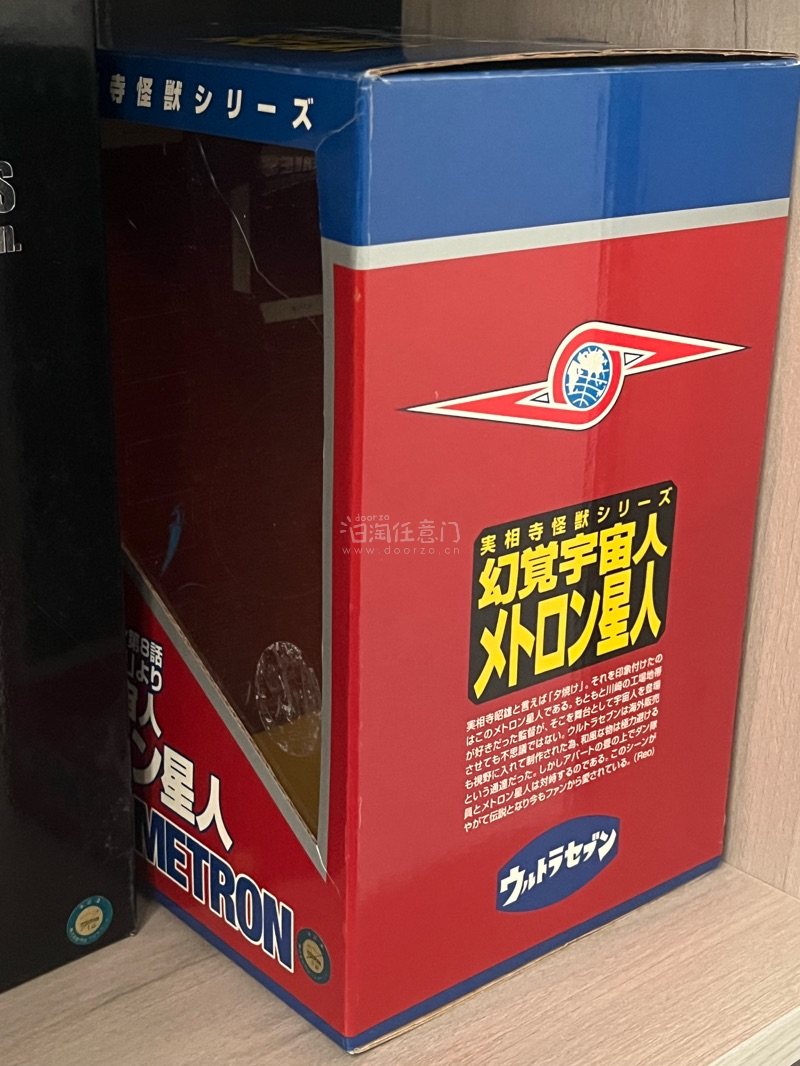 S
n.
寺怪獣シリーズ
第8話
より
人
ン星人
METRON
doorzo
日淘任意门
www.doorzo.cn
実相寺怪獣シリーズ
幻覚宇宙人
メトロン星人
実相寺昭雄と言えば「夕焼け」。それを印象付けたの
はこのメトロン星人である。もともと川崎の工場地帯
が好きだった監督が、そこを舞台として宇宙人を登場
させても不思議ではない。ウルトラセブンは海外販売
も視野に入れて制作された為、和風な物は極力避ける
という通達だった。しかしアパートの畳の上でダン隊
員とメトロン星人は対峙するのである。このシーンが
やがて伝説となり今もファンから愛されている。(Reo)
ウルトラセブン